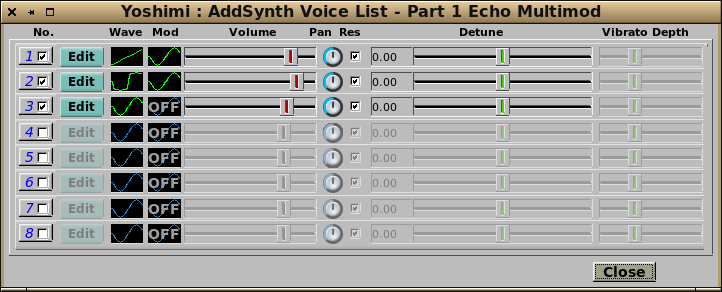 Yoshimi : AddSynth Voice List - Part 1 Echo Multimod
No. Wave Mod Volume Pan Res Detune Vibrato Depth
1 Edit 0.00
2 Edit 0.00
3 Edit OFF 0.00
4 Edit OFF 0.00
5 Edit OFF 0.00
6 Edit OFF 0.00
7 Edit OFF 0.00
8 Edit OFF 0.00
Close